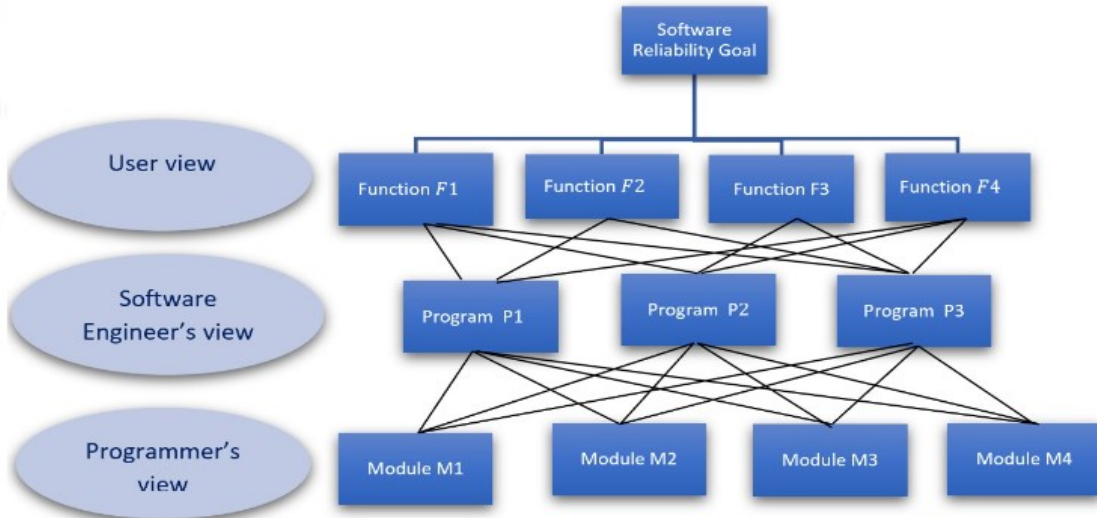 Software
Reliability Goal
User view
Function F1
Function F2
Function F3
Function F4
Software
Engineer's view
Program P1
Program P2
Program P3
Programmer's
view
Module M1
Module M2
Module M3
Module M4